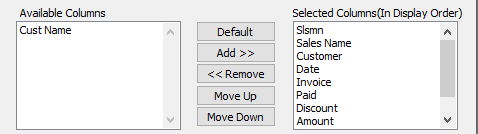 Available Columns
Cust Name
Default
Add >>
<< Remove
Move Up
Move Down
Selected Columns(In Display Order)
Slsmn
Sales Name
Customer
Date
Invoice
Paid
Discount
Amount